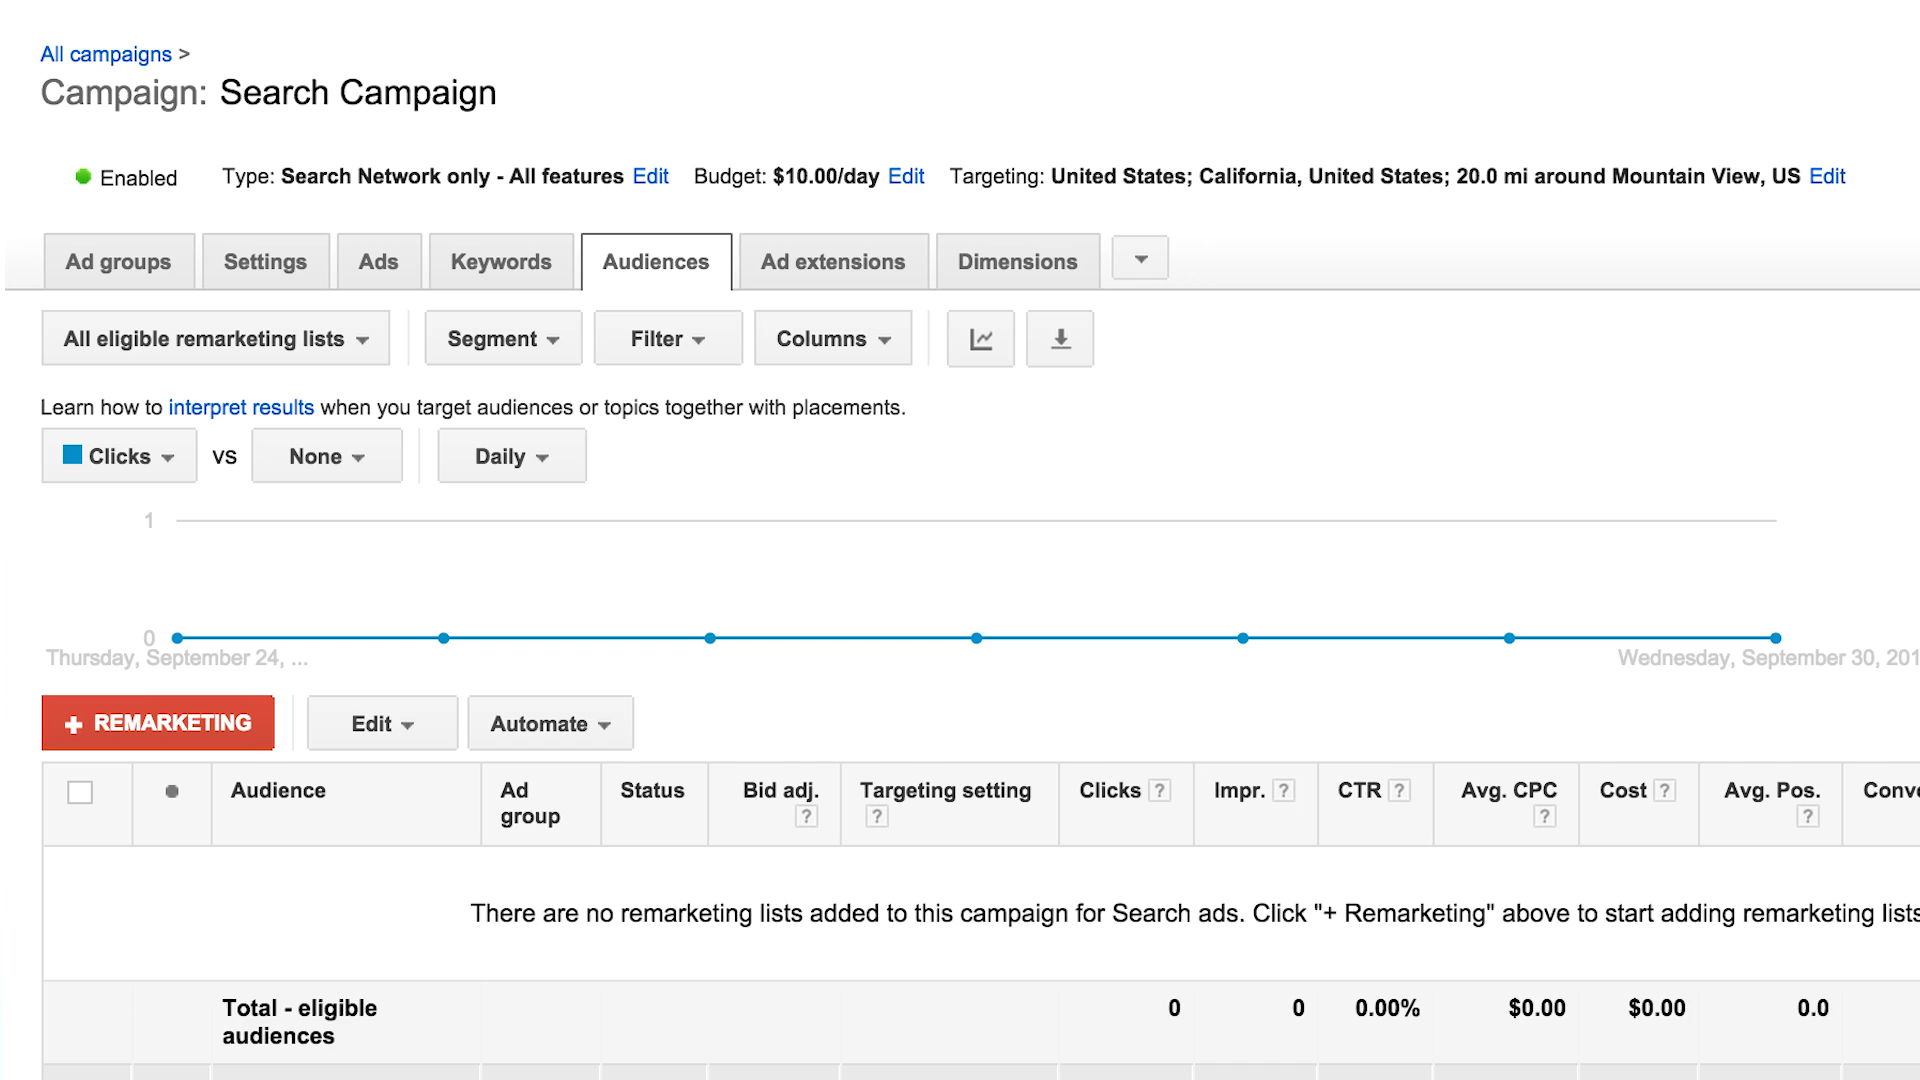 All campaigns >
Campaign: Search Campaign
Enabled Type: Search Network only - All features Edit Budget: $10.00/day Edit Targeting: United States; California, United States; 20.0 mi around Mountain View, US Edit
Ad groups Settings Ads Keywords Audiences Ad extensions Dimensions
All eligible remarketing lists Segment Filter Columns
Learn how to interpret results when you target audiences or topics together with placements.
Clicks vs None Daily
1
0
Thursday, September 24, ... Wednesday, September 30, 201
+ REMARKETING Edit Automate
Audience Ad group Status Bid adj. ? Targeting setting ? Clicks ? Impr. ? CTR ? Avg. CPC ? Cost ? Avg. Pos. ? Conve
There are no remarketing lists added to this campaign for Search ads. Click "+ Remarketing" above to start adding remarketing lists
Total - eligible audiences 0 0 0.00% $0.00 $0.00 0.0